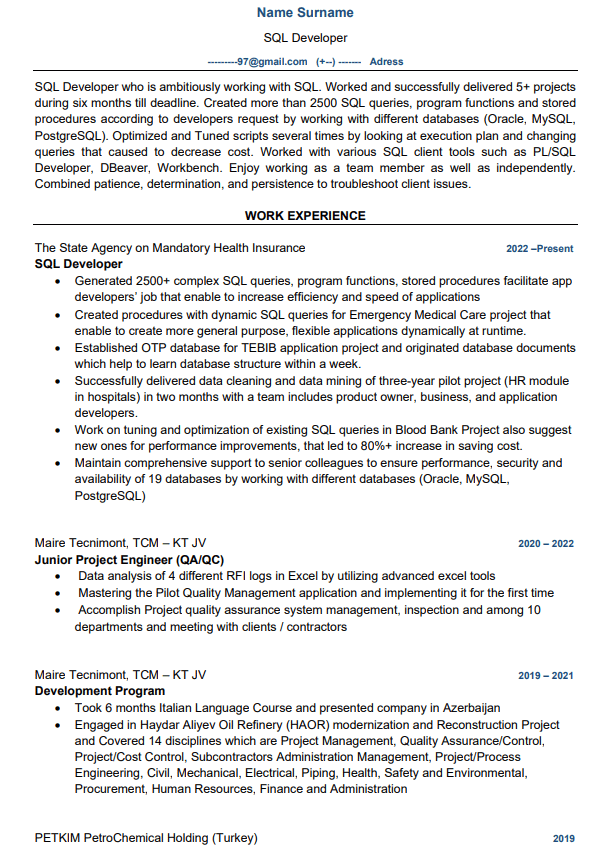 Name Surname
SQL Developer
---------97@gmail.com (+--) ------- Adress
SQL Developer who is ambitiously working with SQL. Worked and successfully delivered 5+ projects
during six months till deadline. Created more than 2500 SQL queries, program functions and stored
procedures according to developers request by working with different databases (Oracle, MySQL,
PostgreSQL). Optimized and Tuned scripts several times by looking at execution plan and changing
queries that caused to decrease cost. Worked with various SQL client tools such as PL/SQL
Developer, DBeaver, Workbench. Enjoy working as a team member as well as independently.
Combined patience, determination, and persistence to troubleshoot client issues.
WORK EXPERIENCE
The State Agency on Mandatory Health Insurance 2022 –Present
SQL Developer
• Generated 2500+ complex SQL queries, program functions, stored procedures facilitate app
developers’ job that enable to increase efficiency and speed of applications
• Created procedures with dynamic SQL queries for Emergency Medical Care project that
enable to create more general purpose, flexible applications dynamically at runtime.
• Established OTP database for TEBIB application project and originated database documents
which help to learn database structure within a week.
• Successfully delivered data cleaning and data mining of three-year pilot project (HR module
in hospitals) in two months with a team includes product owner, business, and application
developers.
• Work on tuning and optimization of existing SQL queries in Blood Bank Project also suggest
new ones for performance improvements, that led to 80%+ increase in saving cost.
• Maintain comprehensive support to senior colleagues to ensure performance, security and
availability of 19 databases by working with different databases (Oracle, MySQL,
PostgreSQL)
Maire Tecnimont, TCM – KT JV 2020 – 2022
Junior Project Engineer (QA/QC)
• Data analysis of 4 different RFI logs in Excel by utilizing advanced excel tools
• Mastering the Pilot Quality Management application and implementing it for the first time
• Accomplish Project quality assurance system management, inspection and among 10
departments and meeting with clients / contractors
Maire Tecnimont, TCM – KT JV 2019 – 2021
Development Program
• Took 6 months Italian Language Course and presented company in Azerbaijan
• Engaged in Haydar Aliyev Oil Refinery (HAOR) modernization and Reconstruction Project
and Covered 14 disciplines which are Project Management, Quality Assurance/Control,
Project/Cost Control, Subcontractors Administration Management, Project/Process
Engineering, Civil, Mechanical, Electrical, Piping, Health, Safety and Environmental,
Procurement, Human Resources, Finance and Administration
PETKIM PetroChemical Holding (Turkey) 2019